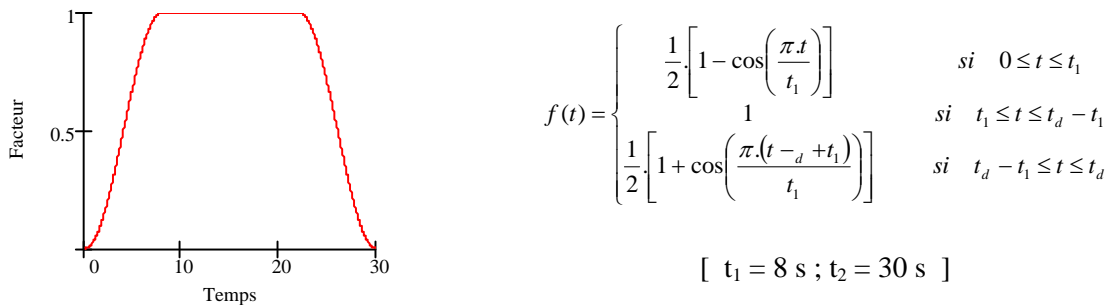 1
0.5
Facteur
0
10
20
30
Temps
f(t) = { 1/2 . [ 1 − cos( π.t / t₁ ) ] si 0 ≤ t ≤ t₁
1 si t₁ ≤ t ≤ t_d − t₁
1/2 . [ 1 + cos( π.(t −_d + t₁) / t₁ ) ] si t_d − t₁ ≤ t ≤ t_d
[ t₁ = 8 s ; t₂ = 30 s ]